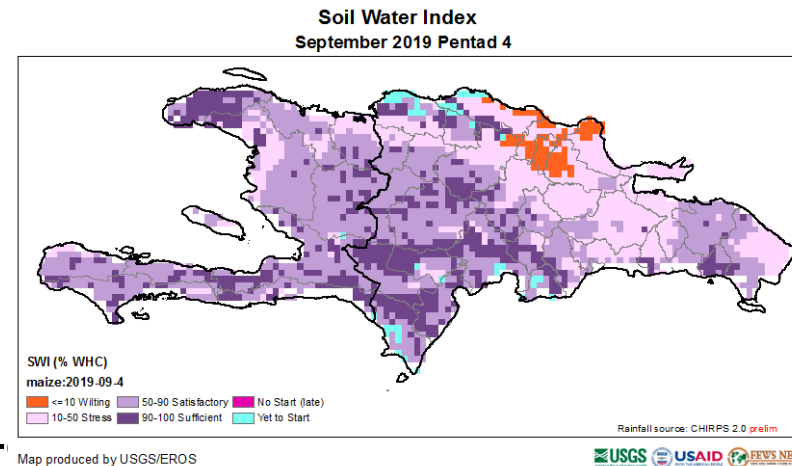 Soil Water Index
September 2019 Pentad 4
SWI (% WHC)
maize:2019-09-4
<=10 Wilting 50-90 Satisfactory No Start (late)
10-50 Stress 90-100 Sufficient Yet to Start
Rainfall source: CHIRPS 2.0 prelim
Map produced by USGS/EROS
USGS USAID FEWS NE